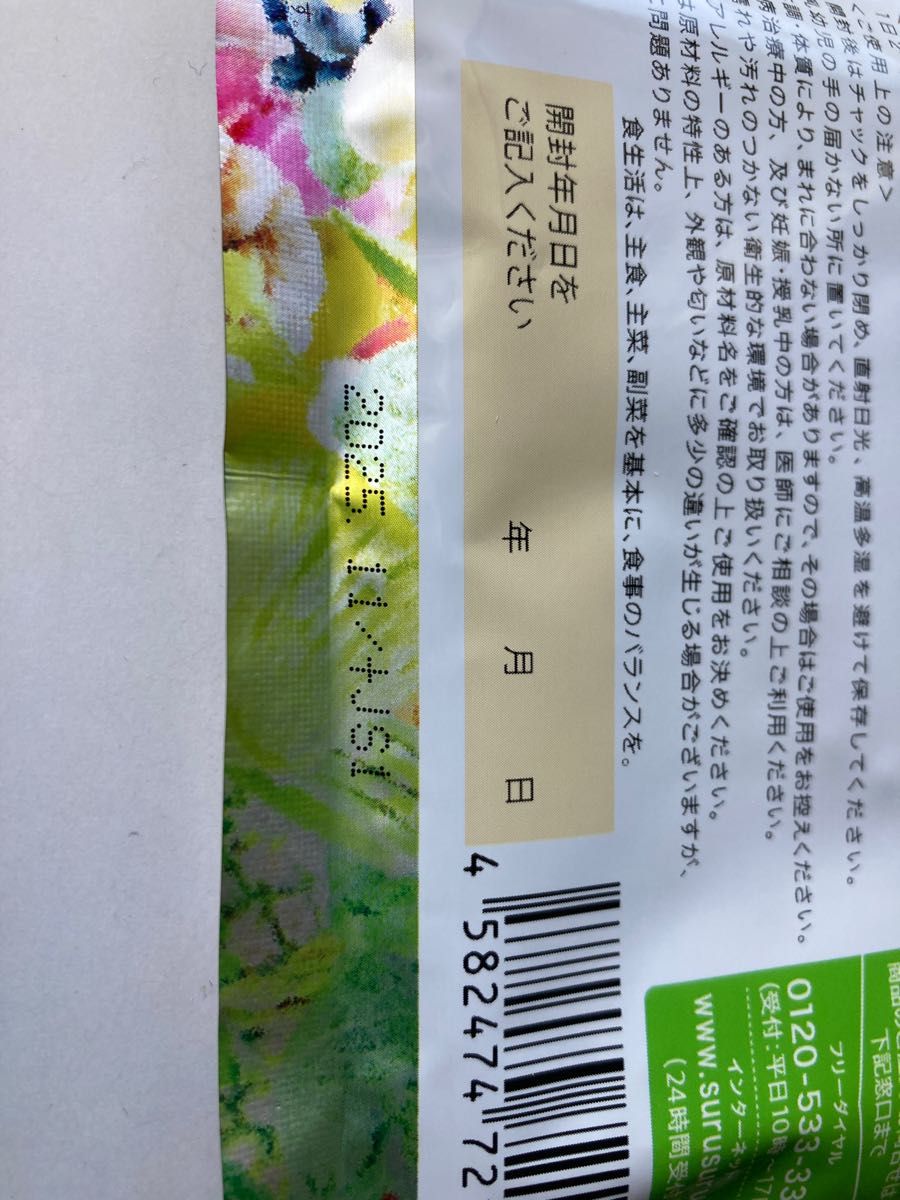 す。
1日2
くご使用 上の注意>
開封後はチャックをしっかり閉め、直射日光、高温多湿を避けて保存してください。
乳幼児の手の届かない所に置いてください。
体質により、まれに合わない場合がありますので、その場合はご使用をお控えください。
治療中の方、及び妊娠・授乳中の方は、医師にご相談の上ご利用ください。
濡れや汚れのつかない衛生的な環境でお取り扱いください。
アレルギーのある方は、原材料名をご確認の上ご使用をお決めください。
は原材料の特性上、外観や匂いなどに多少の違いが生じる場合がございますが、
に問題ありません。
食生活は、主食、主菜、副菜を基本に、食事のバランスを。
開封年月日を
ご記入ください
年 月 日
2025.11/+JS1
4 582474 72
下記窓口まで
フリーダイヤル
0120-533-33
(受付:平日10時~17
インターネッ
www.surus
(24時間受